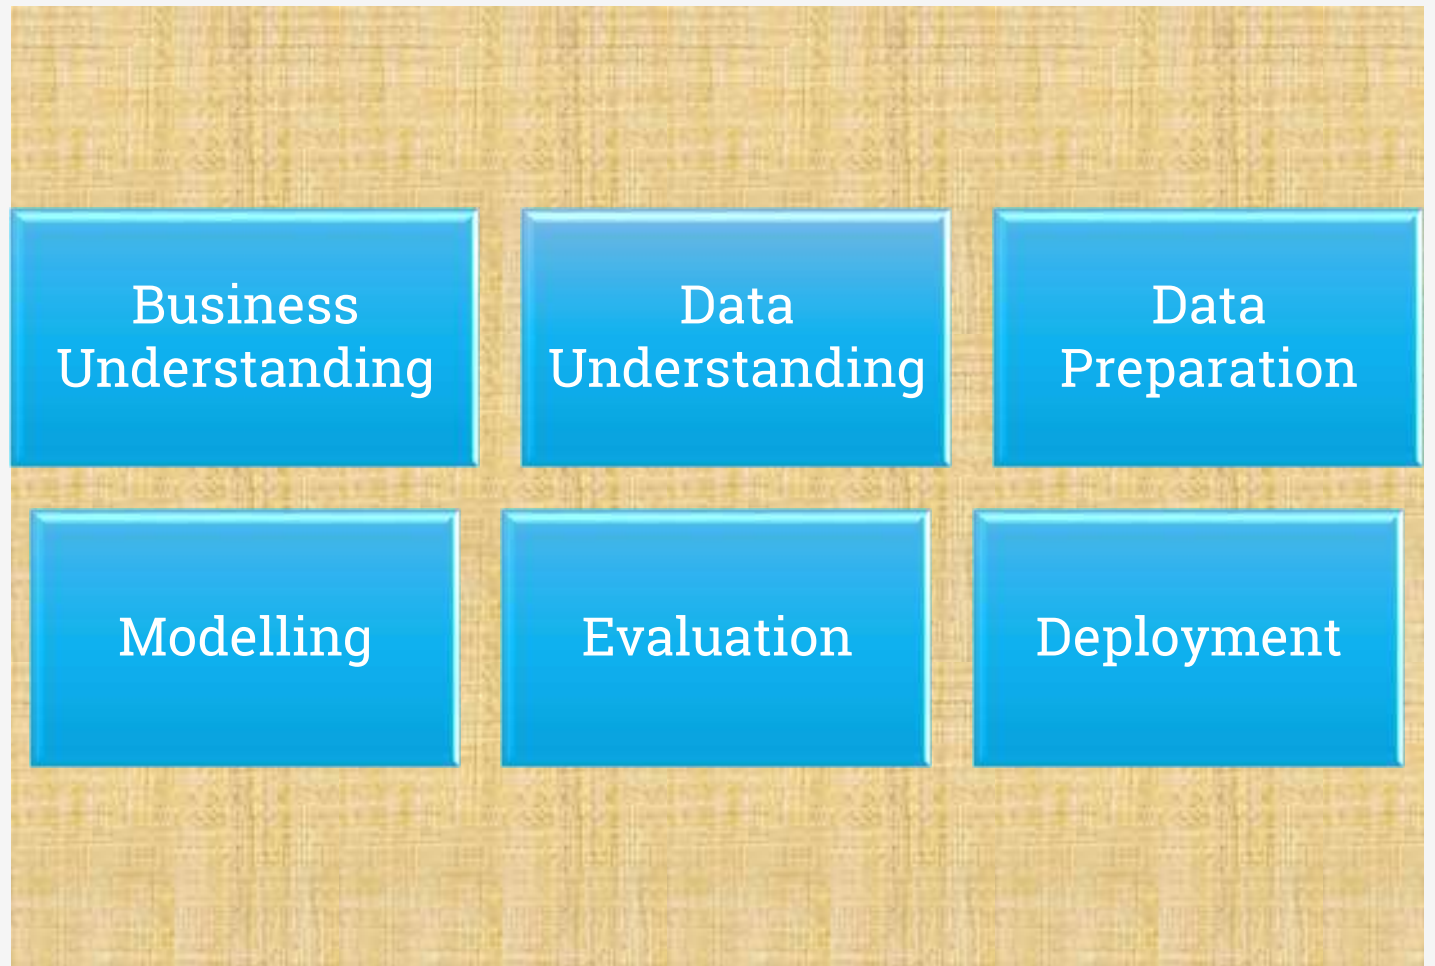 Business
Understanding
Data
Understanding
Data
Preparation
Modelling
Evaluation
Deployment